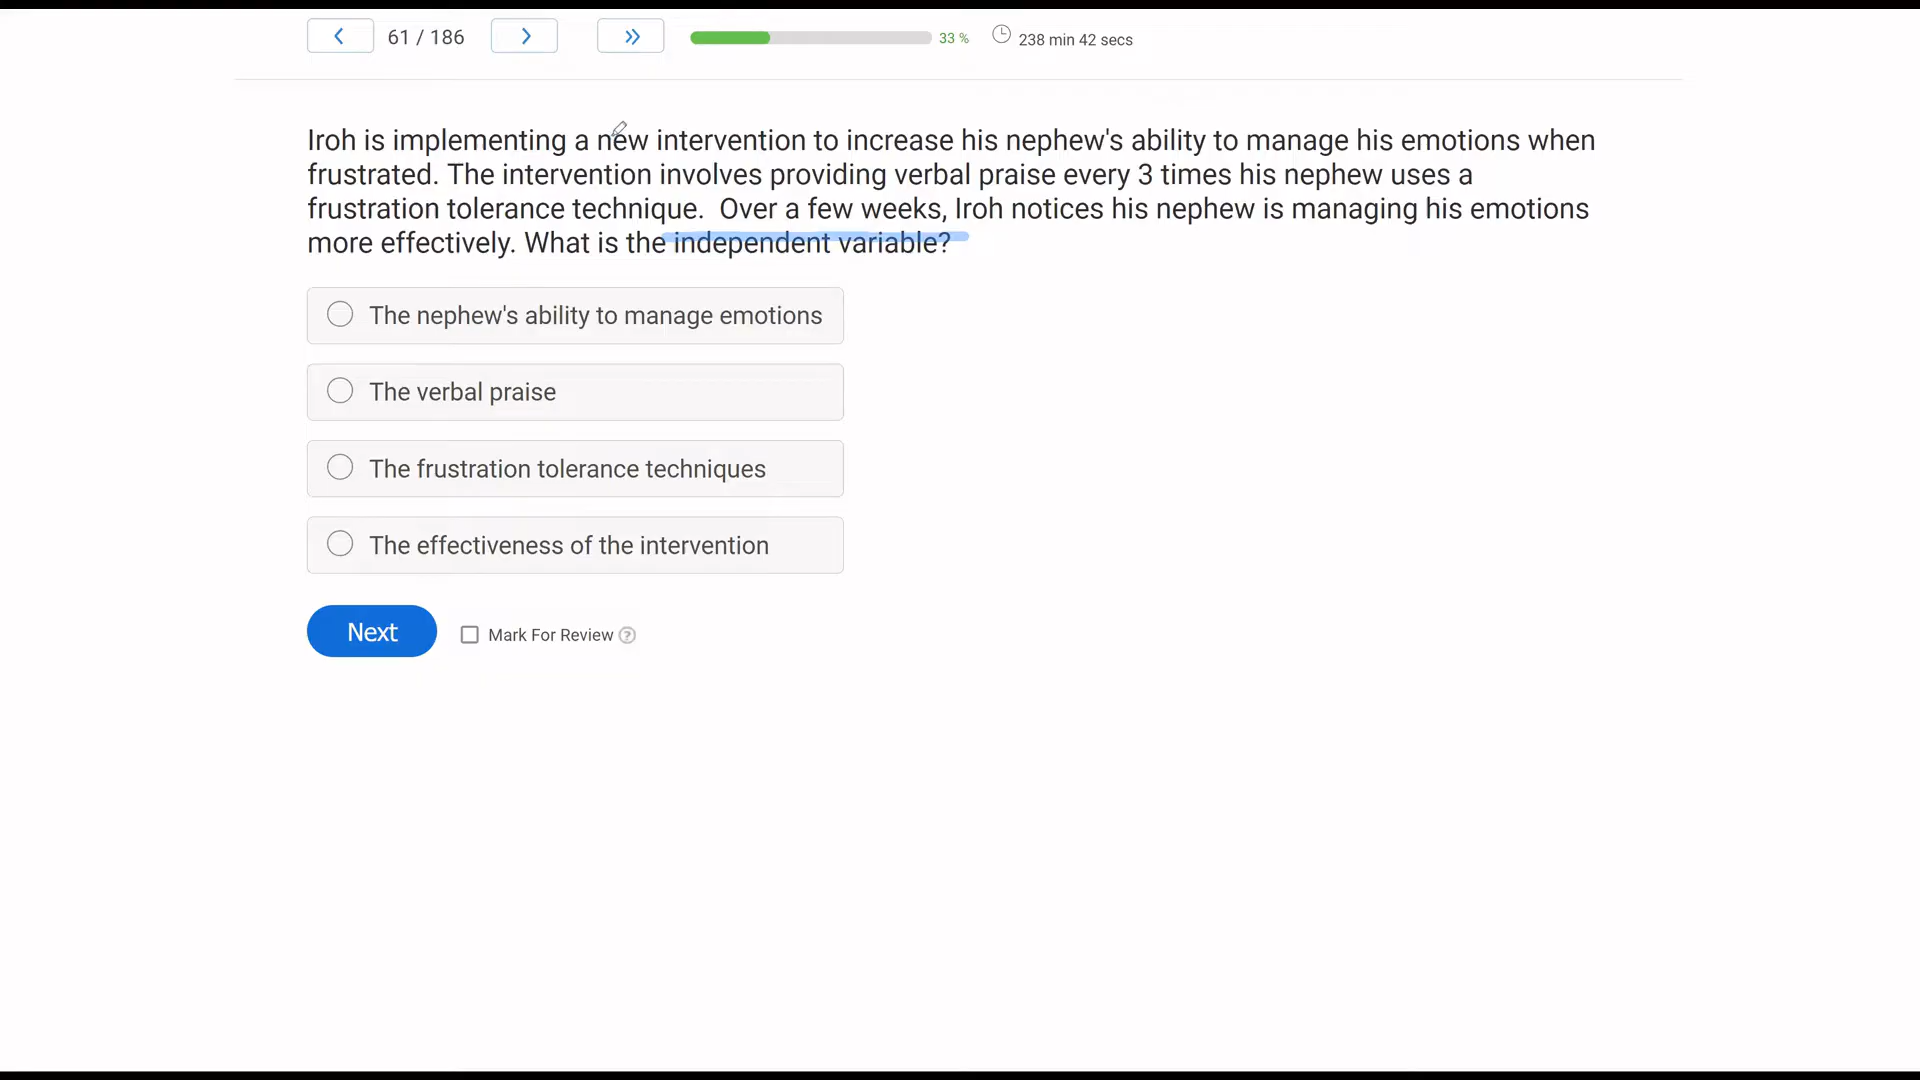 61 / 186
33 %
238 min 42 secs
Iroh is implementing a new intervention to increase his nephew's ability to manage his emotions when
frustrated. The intervention involves providing verbal praise every 3 times his nephew uses a
frustration tolerance technique.  Over a few weeks, Iroh notices his nephew is managing his emotions
more effectively. What is the independent variable?
The nephew's ability to manage emotions
The verbal praise
The frustration tolerance techniques
The effectiveness of the intervention
Next
Mark For Review ?